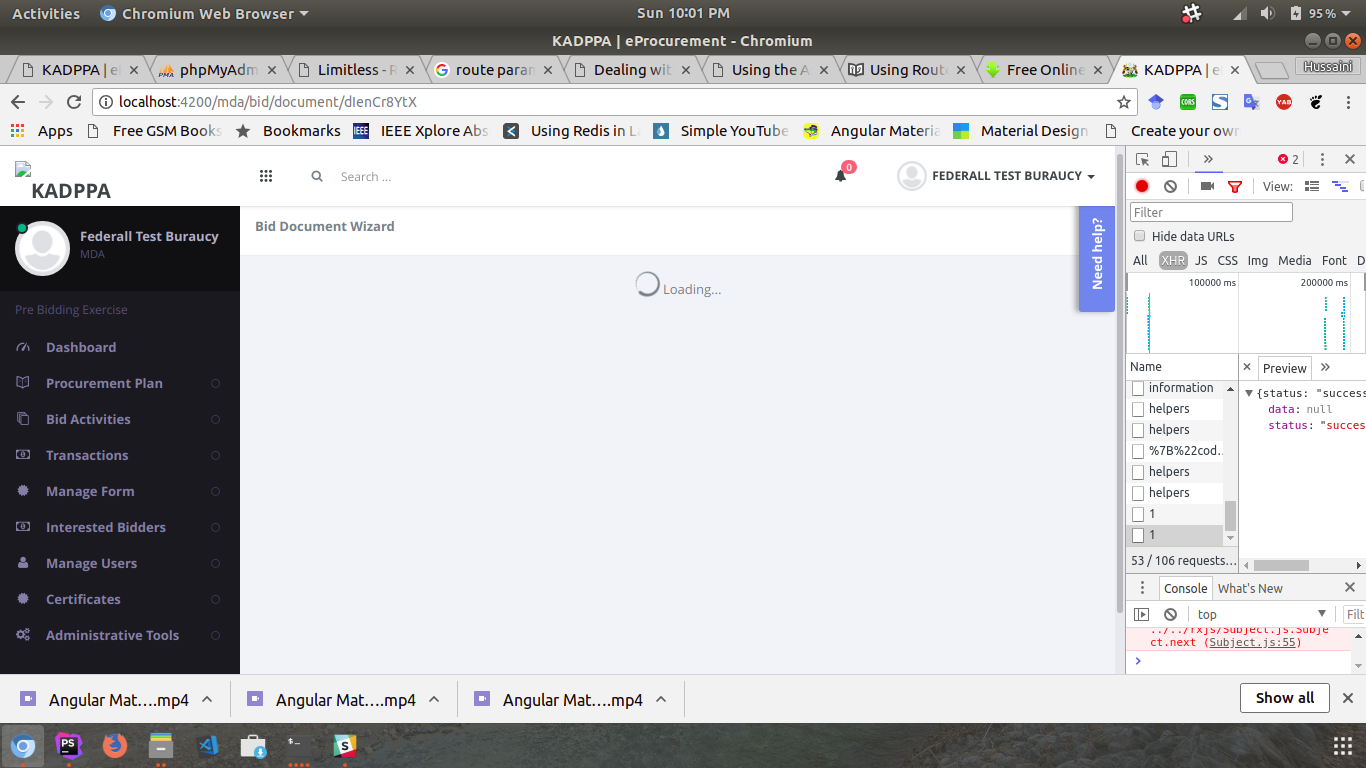 Activities Chromium Web Browser Sun 10:01 PM 95 %
KADPPA | eProcurement - Chromium
KADPPA | e phpMyAdm Limitless - R route paran Dealing wit Using the A Using Rout Free Online KADPPA | e Hussaini
localhost:4200/mda/bid/document/dIenCr8YtX
Apps Free GSM Books Bookmarks IEEE Xplore Abs Using Redis in La Simple YouTube Angular Materia Material Design Create your own
KADPPA
Search ...
0
FEDERALL TEST BURAUCY
2
View:
Federall Test Buraucy
MDA
Bid Document Wizard
Need help?
Loading...
Filter
Hide data URLs
All XHR JS CSS Img Media Font D
100000 ms 200000 ms
Pre Bidding Exercise
Dashboard
Procurement Plan
Bid Activities
Transactions
Manage Form
Interested Bidders
Manage Users
Certificates
Administrative Tools
Name
Preview
information
helpers
helpers
%7B%22cod...
helpers
helpers
1
1
{status: "success
data: null
status: "succes
53 / 106 requests...
Console What's New
top Filt
../../rxjs/Subject.js.Subje
ct.next (Subject.js:55)
Angular Mat….mp4 Angular Mat….mp4 Angular Mat….mp4 Show all